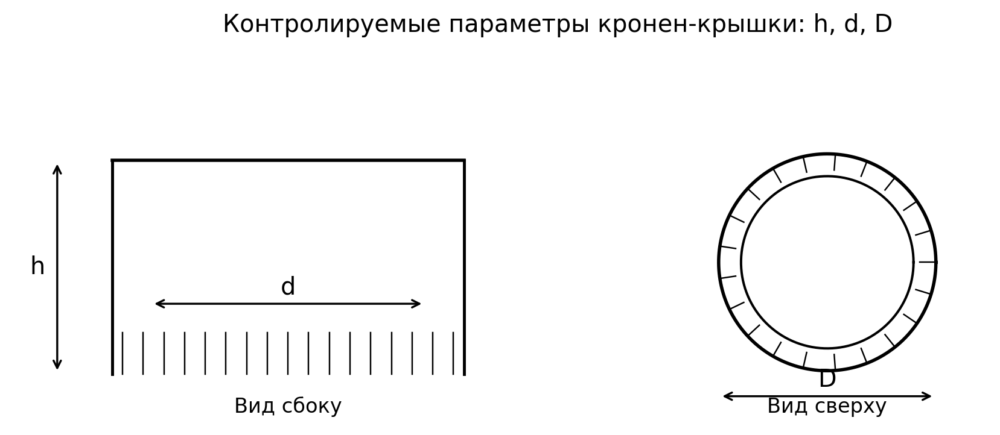 Контролируемые параметры кронен-крышки: h, d, D
h
d
D
Вид сбоку
Вид сверху